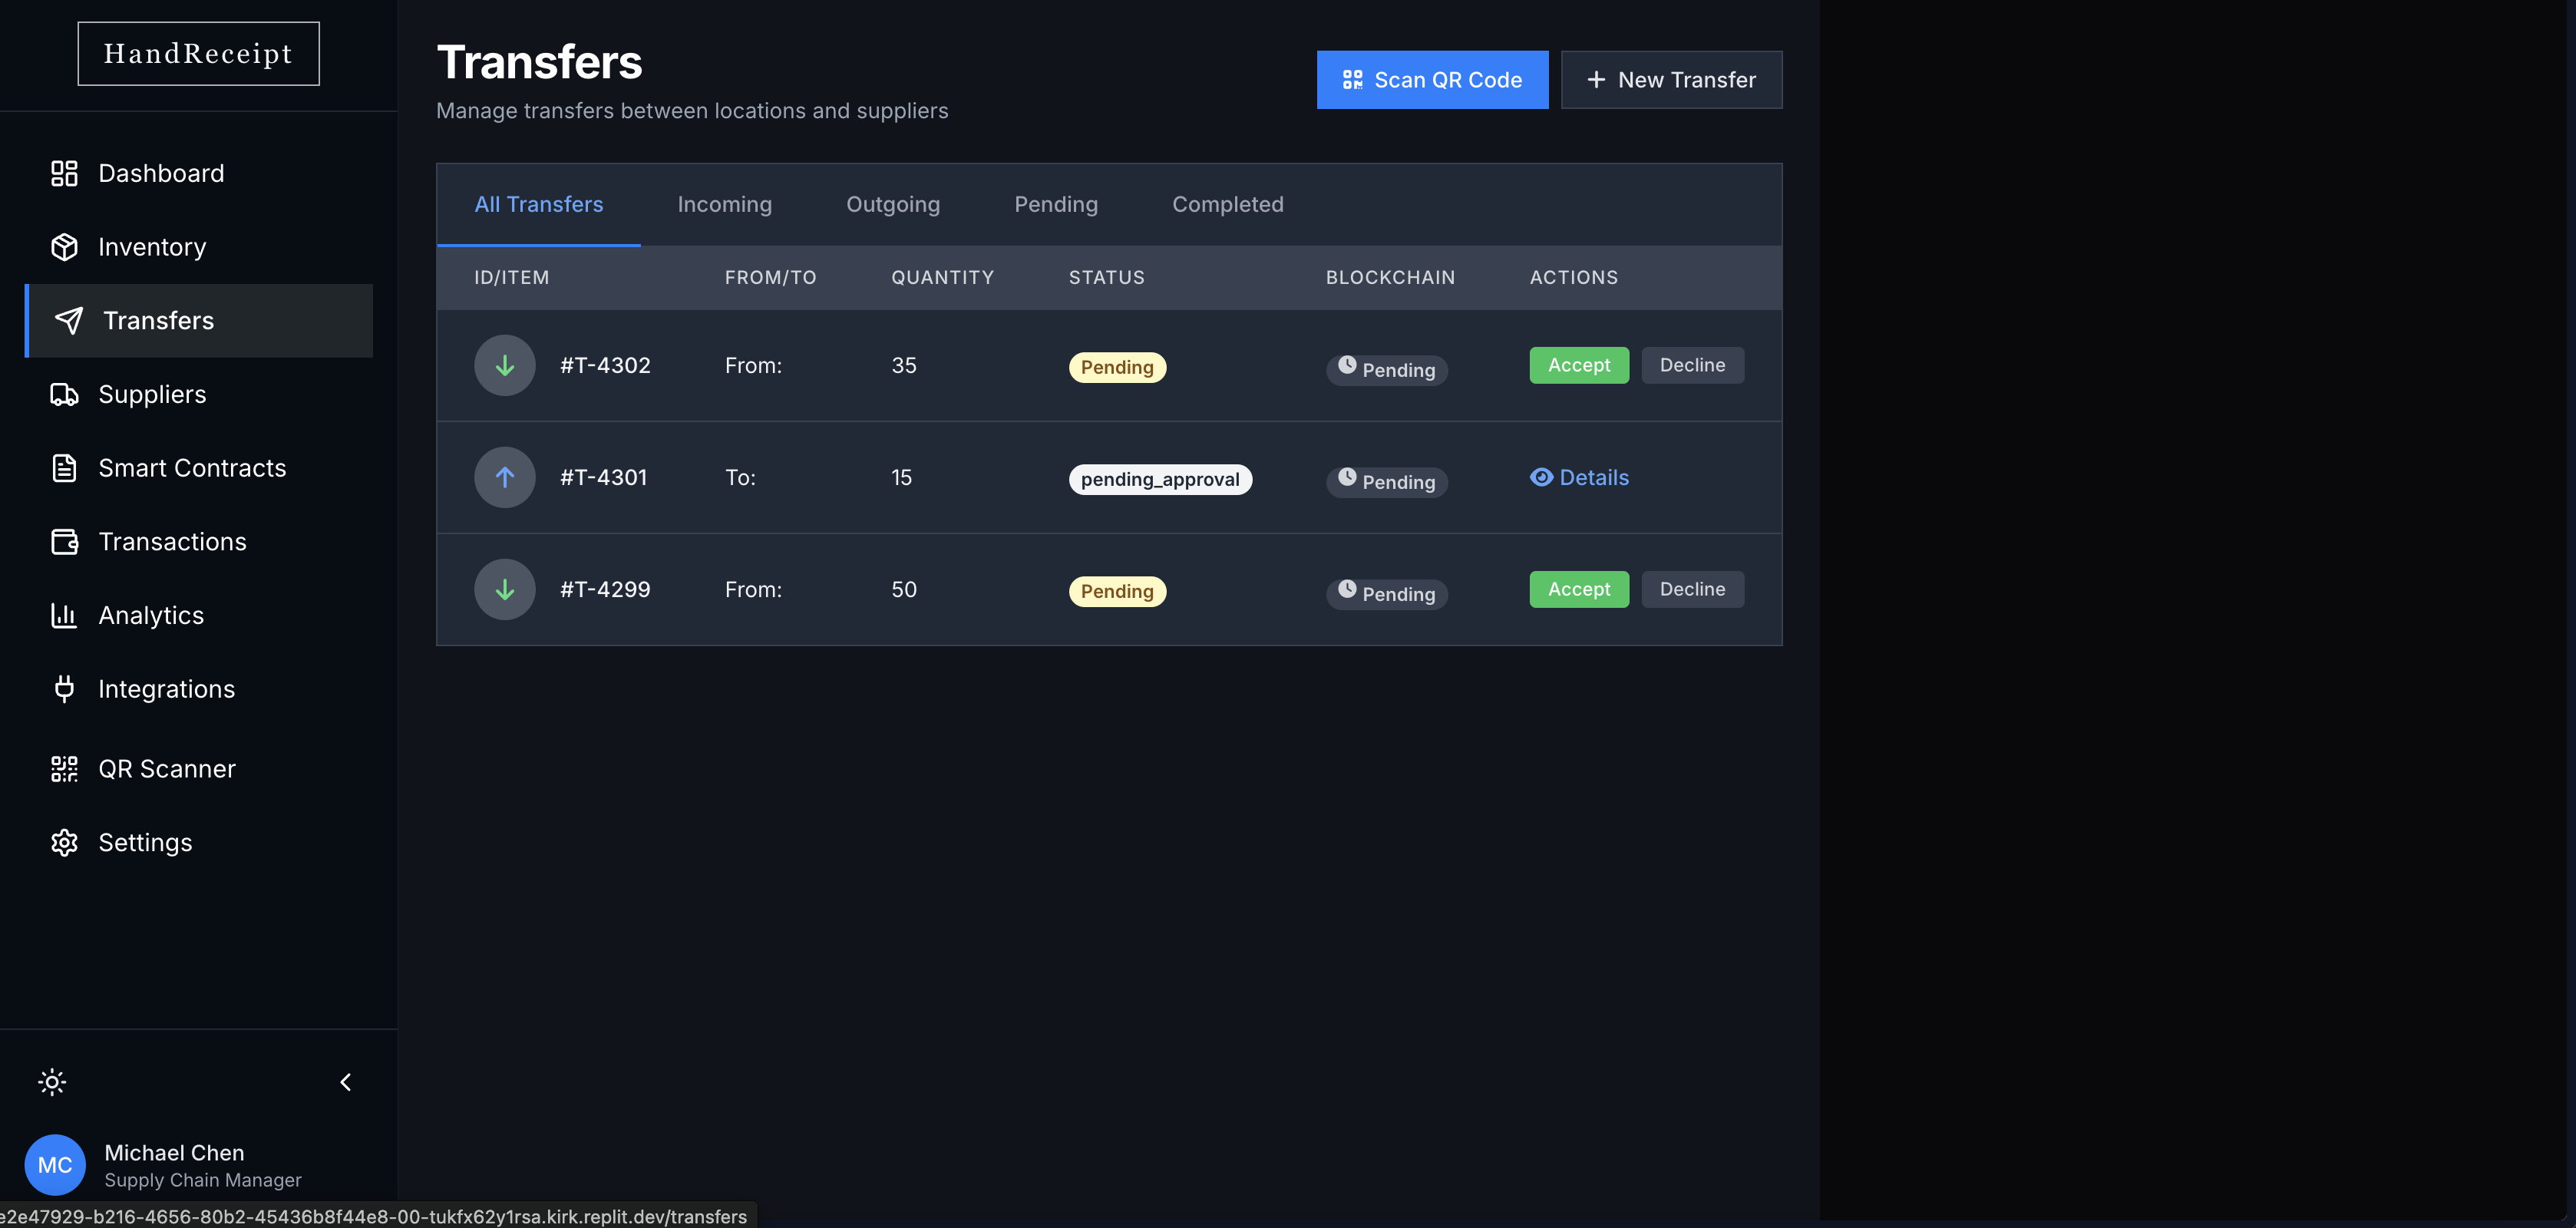 HandReceipt
Dashboard
Inventory
Transfers
Suppliers
Smart Contracts
Transactions
Analytics
Integrations
QR Scanner
Settings
MC
Michael Chen
Supply Chain Manager
Transfers
Manage transfers between locations and suppliers
Scan QR Code
New Transfer
All Transfers Incoming Outgoing Pending Completed
ID/ITEM FROM/TO QUANTITY STATUS BLOCKCHAIN ACTIONS
#T-4302 From: 35 Pending Pending Accept Decline
#T-4301 To: 15 pending_approval Pending Details
#T-4299 From: 50 Pending Pending Accept Decline
e2e47929-b216-4656-80b2-45436b8f44e8-00-tukfx62y1rsa.kirk.replit.dev/transfers